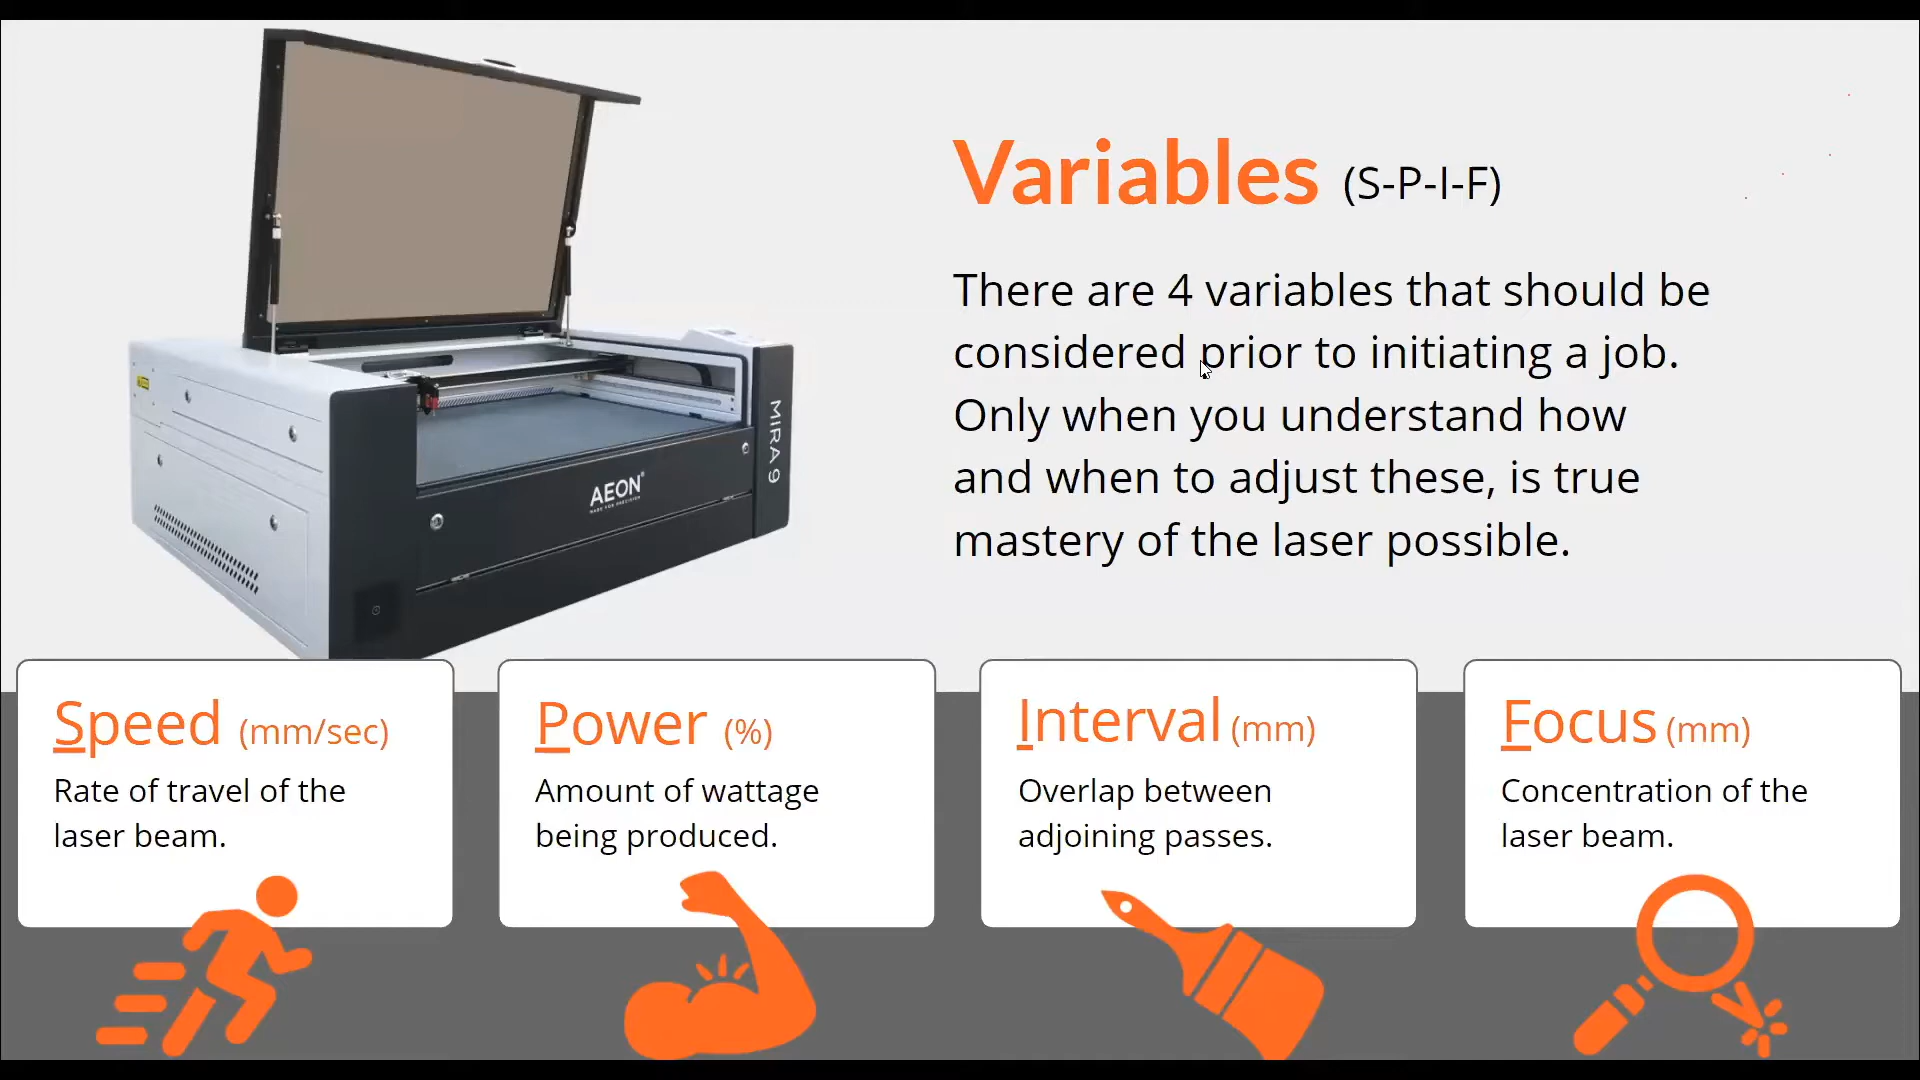 Variables (S-P-I-F)
There are 4 variables that should be
considered prior to initiating a job.
Only when you understand how
and when to adjust these, is true
mastery of the laser possible.
MIRA 9
AEON
Speed (mm/sec)
Rate of travel of the
laser beam.
Power (%)
Amount of wattage
being produced.
Interval (mm)
Overlap between
adjoining passes.
Focus (mm)
Concentration of the
laser beam.